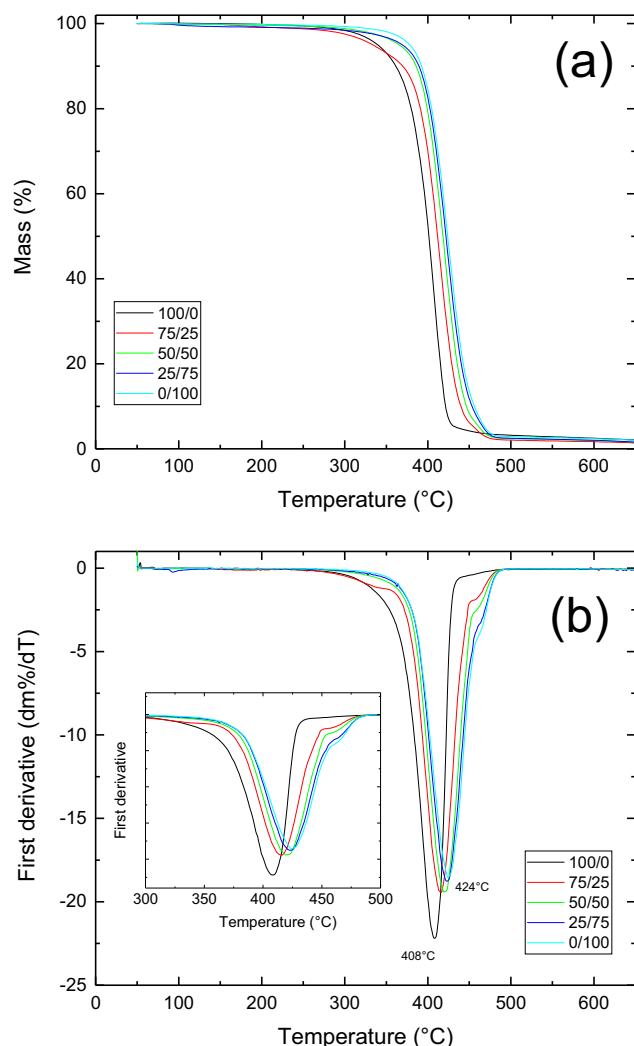 (a)
100
80
60
40
20
0
Mass (%)
100/0
75/25
50/50
25/75
0/100
0 100 200 300 400 500 600
Temperature (°C)
(b)
0
-5
-10
-15
-20
-25
First derivative (dm%/dT)
First derivative
300 350 400 450 500
Temperature (°C)
424°C
408°C
100/0
75/25
50/50
25/75
0/100
0 100 200 300 400 500 600
Temperature (°C)